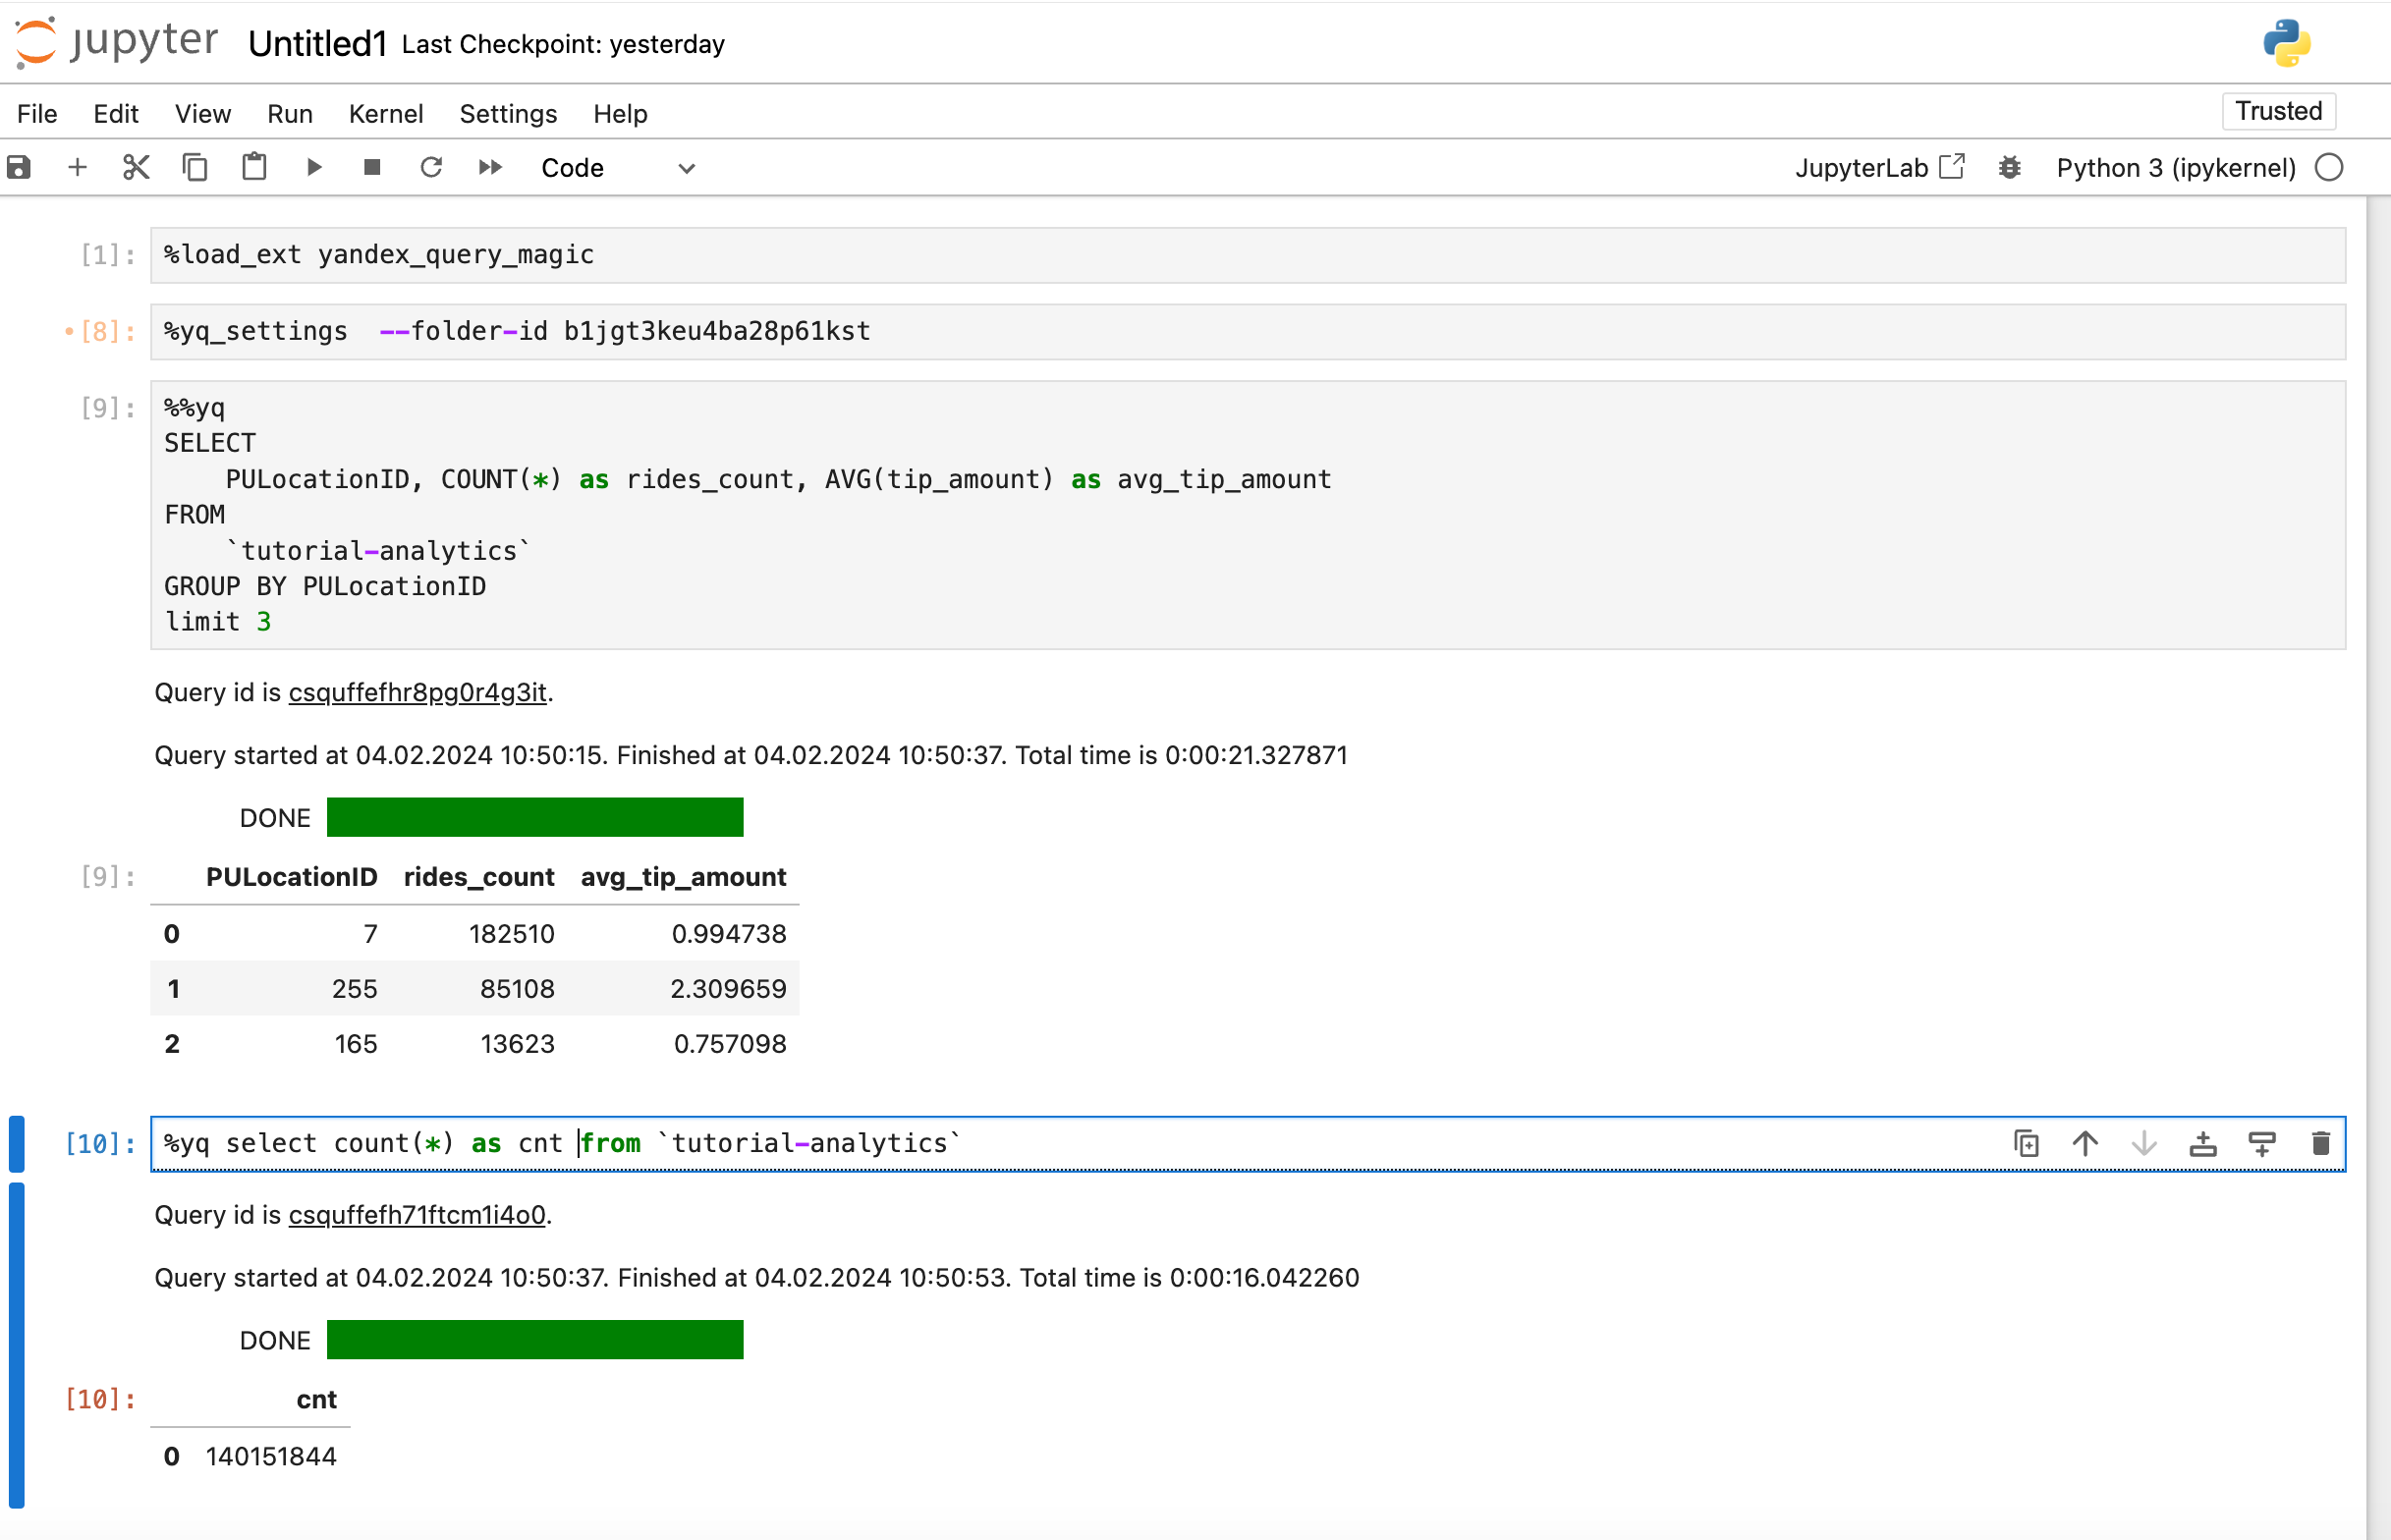 jupyter Untitled1 Last Checkpoint: yesterday
File Edit View Run Kernel Settings Help Trusted
Code JupyterLab Python 3 (ipykernel)
[1]: %load_ext yandex_query_magic
•[8]: %yq_settings  --folder-id b1jgt3keu4ba28p61kst
[9]: %%yq
SELECT
    PULocationID, COUNT(*) as rides_count, AVG(tip_amount) as avg_tip_amount
FROM
    `tutorial-analytics`
GROUP BY PULocationID
limit 3
Query id is csquffefhr8pg0r4g3it.
Query started at 04.02.2024 10:50:15. Finished at 04.02.2024 10:50:37. Total time is 0:00:21.327871
DONE
[9]: PULocationID rides_count avg_tip_amount
0 7 182510 0.994738
1 255 85108 2.309659
2 165 13623 0.757098
[10]: %yq select count(*) as cnt from `tutorial-analytics`
Query id is csquffefh71ftcm1i4o0.
Query started at 04.02.2024 10:50:37. Finished at 04.02.2024 10:50:53. Total time is 0:00:16.042260
DONE
[10]: cnt
0 140151844